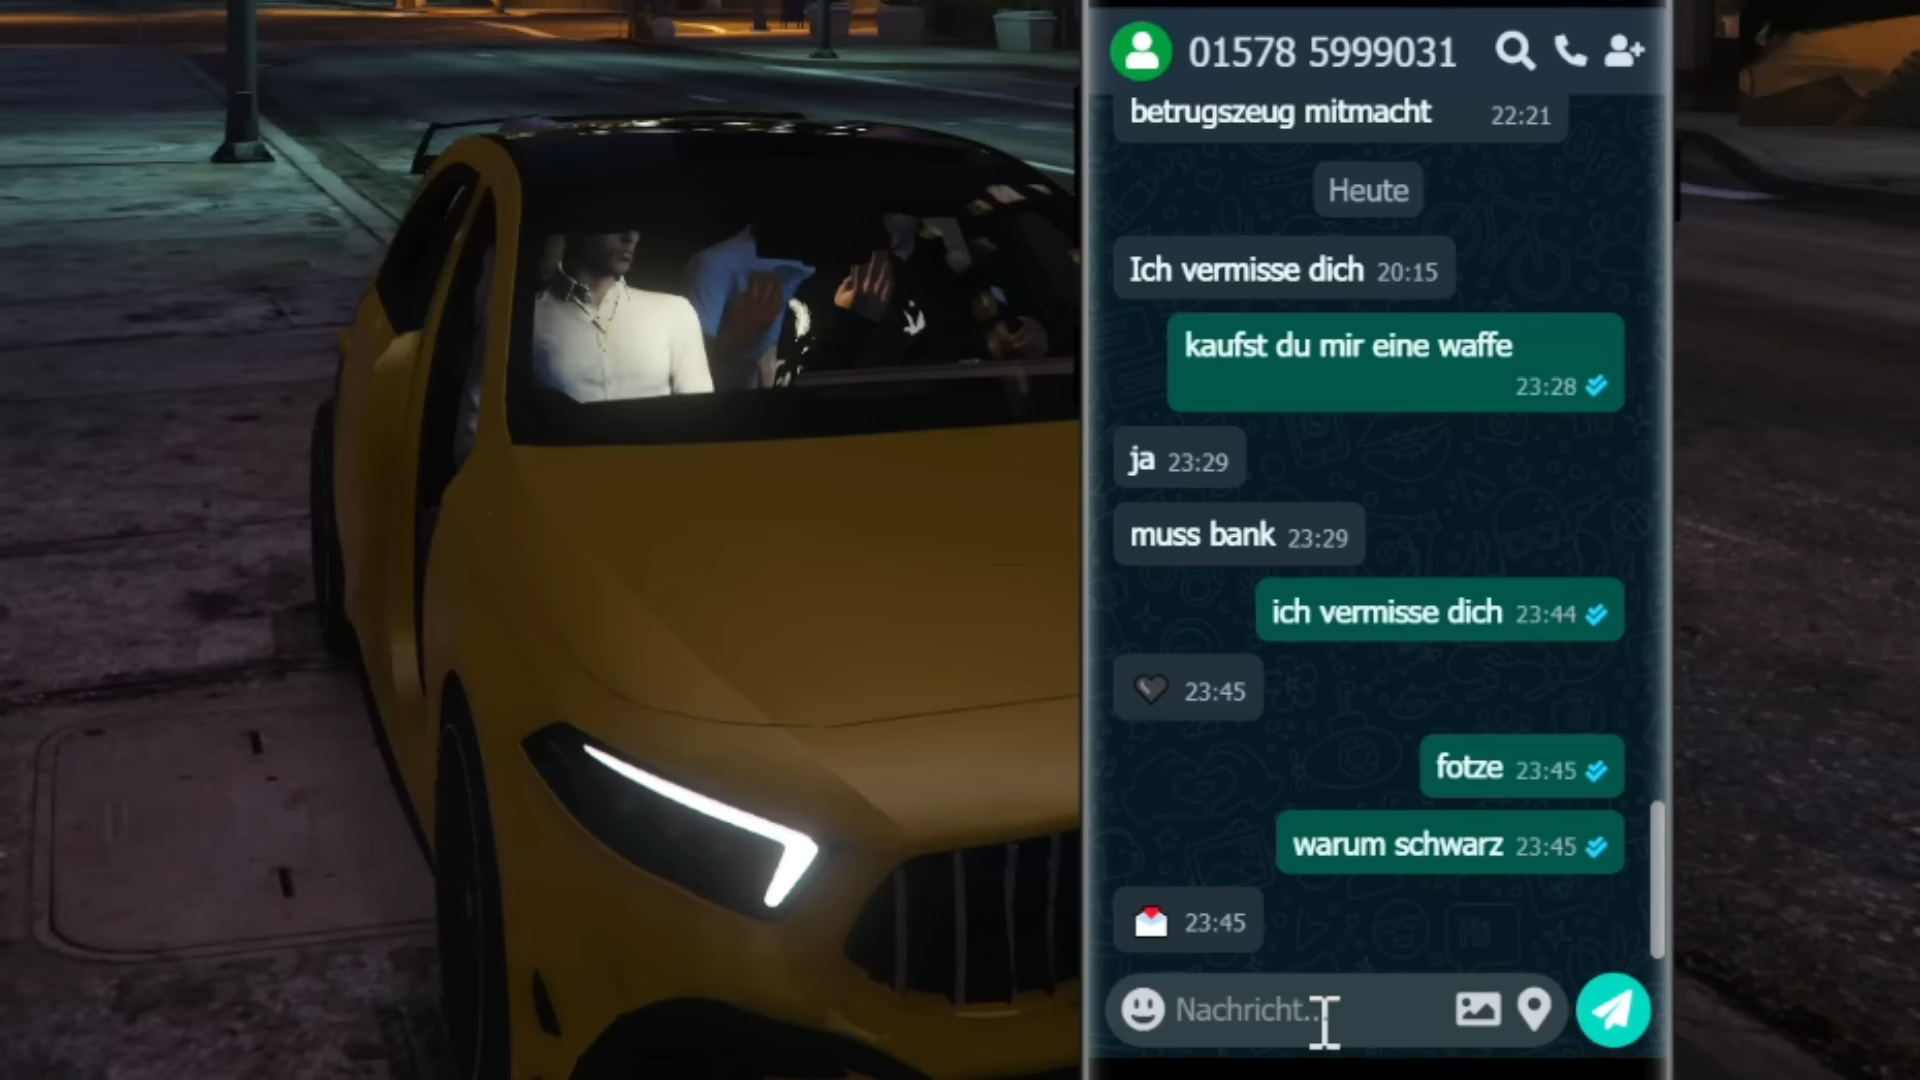 01578 5999031
betrugszeug mitmacht 22:21
Heute
Ich vermisse dich 20:15
kaufst du mir eine waffe
23:28
ja 23:29
muss bank 23:29
ich vermisse dich 23:44
🖤 23:45
fotze 23:45
warum schwarz 23:45
💌 23:45
Nachricht...